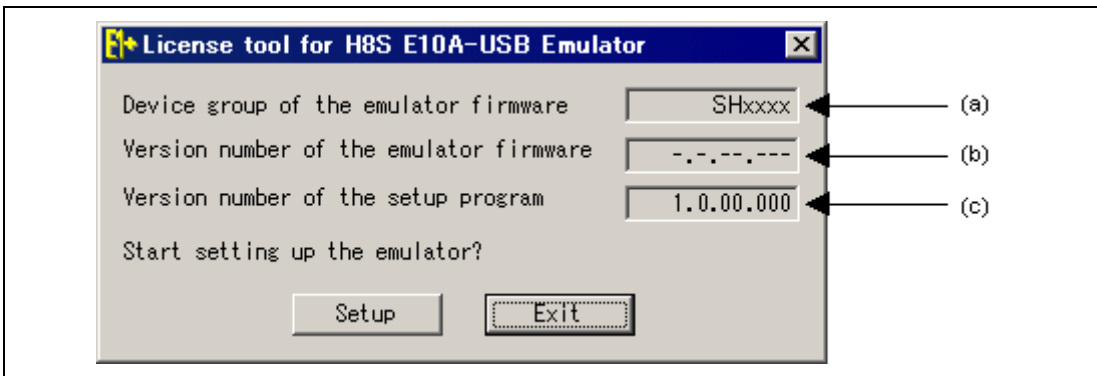 License tool for H8S E10A-USB Emulator
Device group of the emulator firmware SHxxxx (a)
Version number of the emulator firmware -.-.--.--- (b)
Version number of the setup program 1.0.00.000 (c)
Start setting up the emulator?
Setup Exit